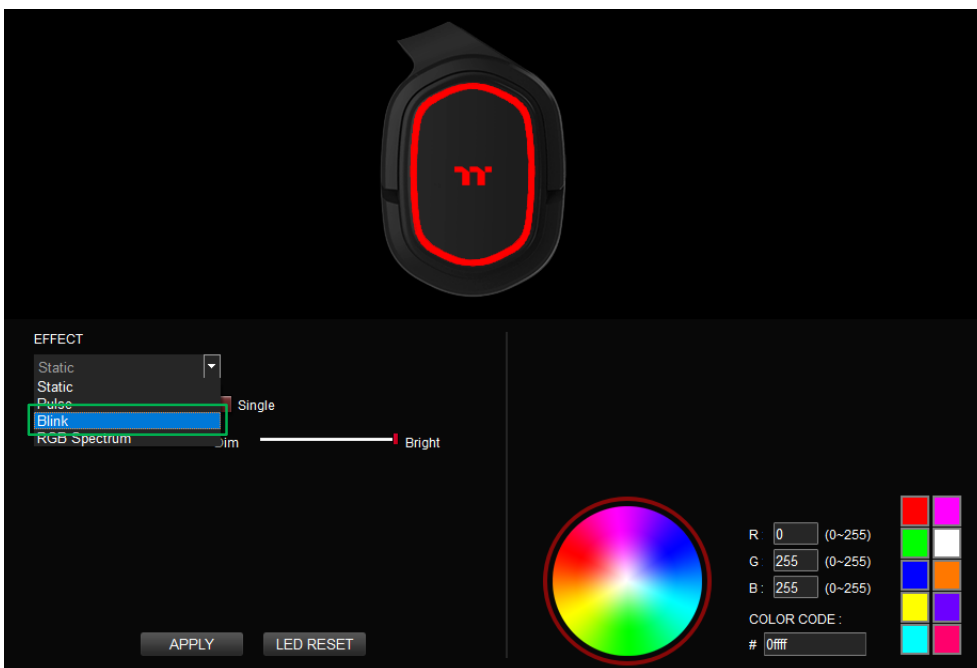 EFFECT
Static
Static
Pulse
Single
Blink
RGB Spectrum
Dim
Bright
R 0 (0~255)
G 255 (0~255)
B : 255 (0~255)
COLOR CODE :
# 0ffff
APPLY LED RESET